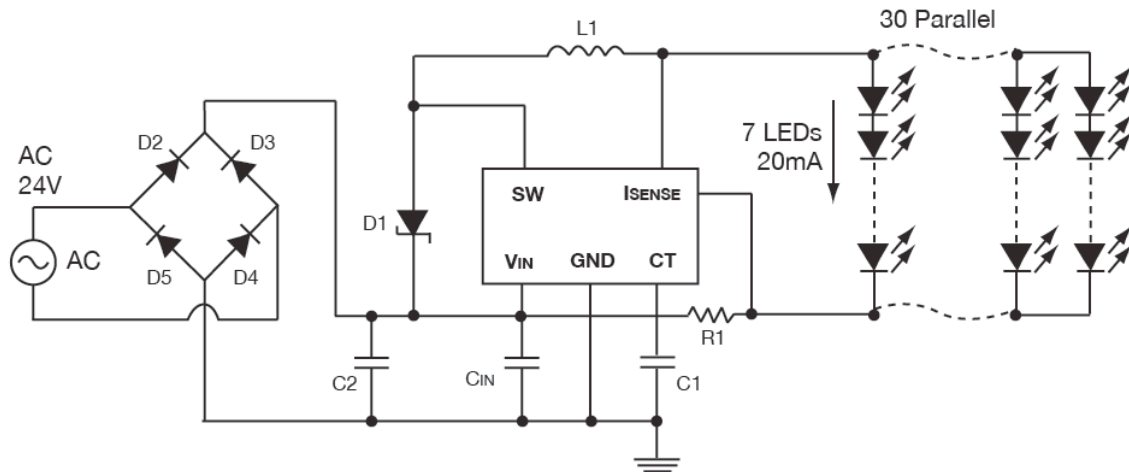 30 Parallel
L1
D2
D3
7 LEDs
20mA
AC
24V
SW
ISENSE
D1
AC
VIN
GND
CT
D5
D4
R1
C2
CIN
C1